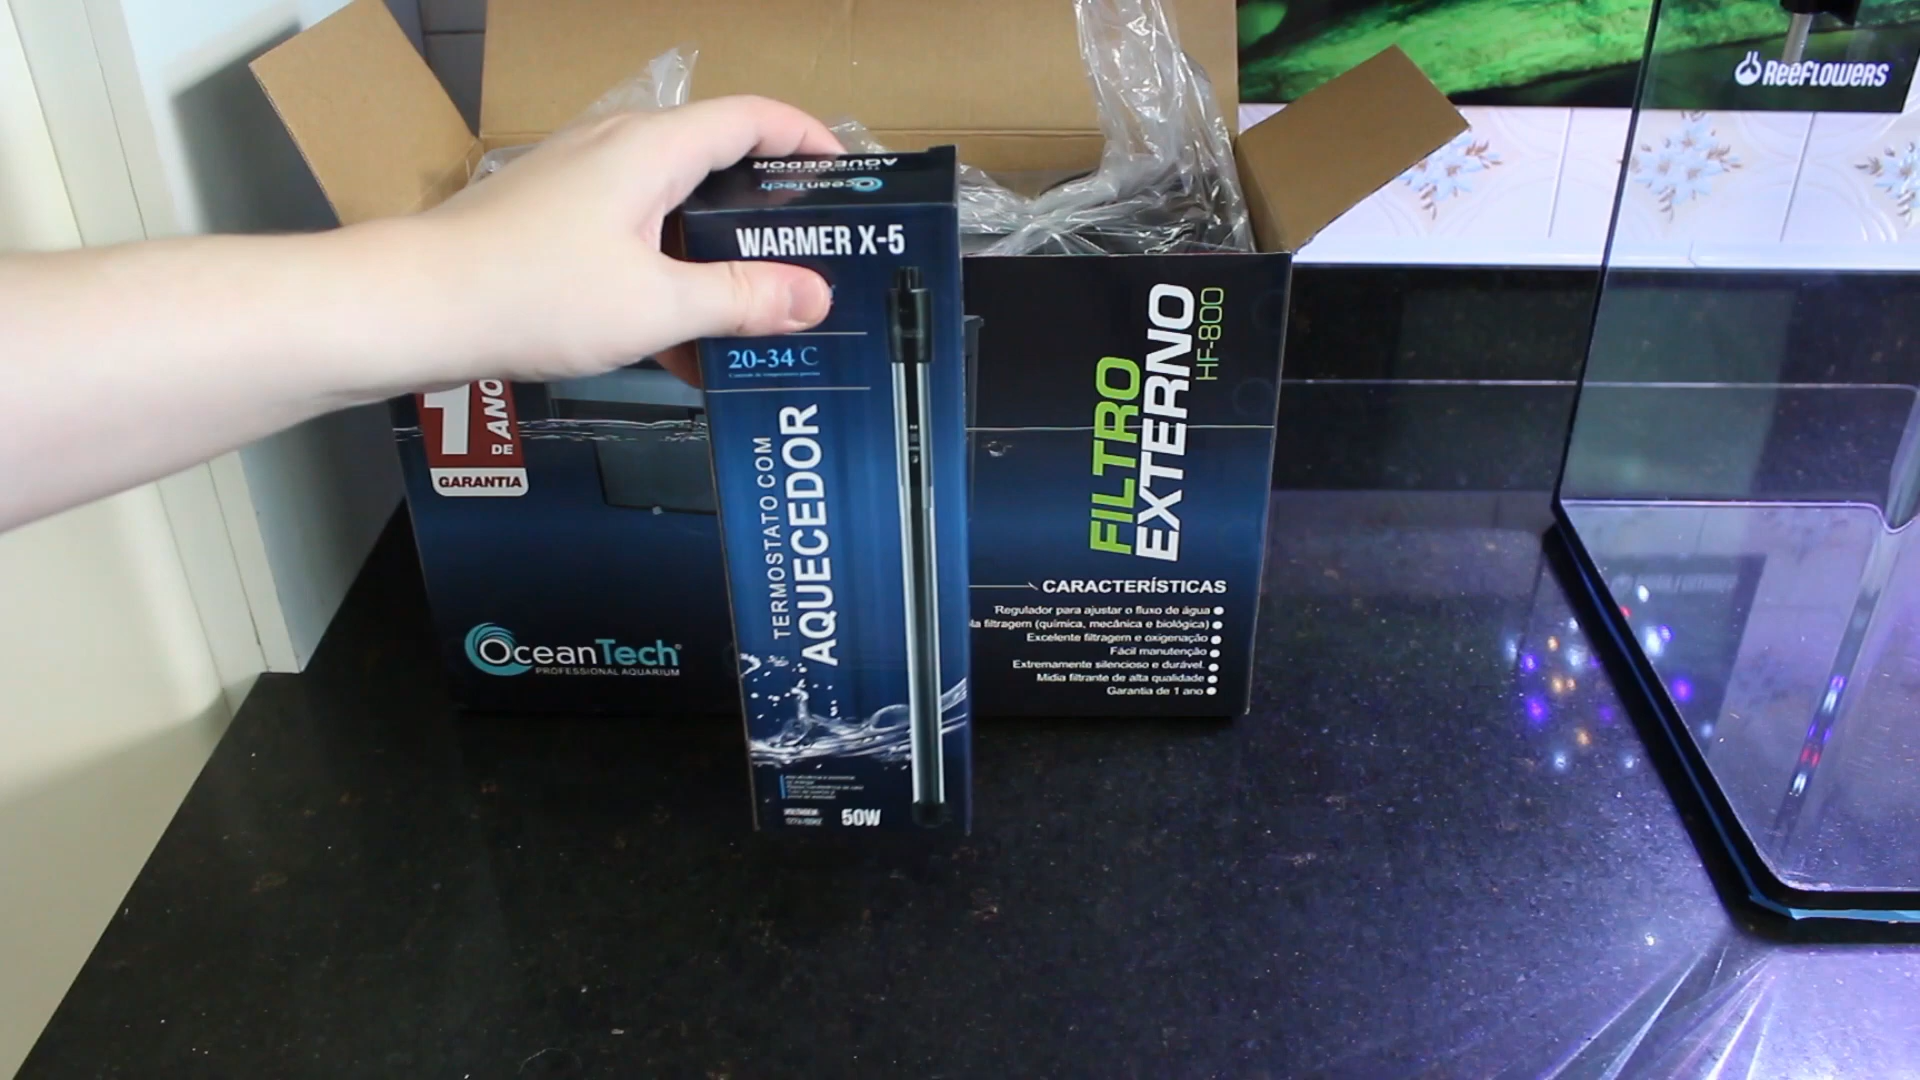 AQUECEDOR
OceanTech
WARMER X-5
20-34 C
TERMOSTATO COM
AQUECEDOR
50W
1
ANO
DE
GARANTIA
OceanTech
PROFESSIONAL AQUARIUM
FILTRO
EXTERNO
HF-800
CARACTERÍSTICAS
Regulador para ajustar o fluxo de água
filtragem (química, mecânica e biológica)
Excelente filtragem e oxigenação
Fácil manutenção
Extremamente silencioso e durável.
Mídia filtrante de alta qualidade
Garantia de 1 ano
ReeFlowers